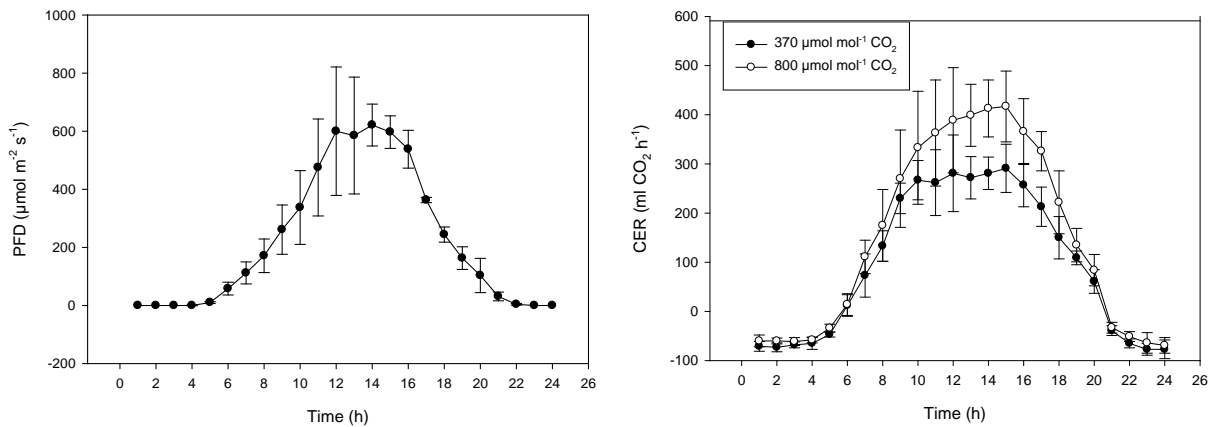 1000
800
600
400
200
0
-200
PFD (µmol m⁻² s⁻¹)
0 2 4 6 8 10 12 14 16 18 20 22 24 26
Time (h)
600
500
400
300
200
100
0
-100
CER (ml CO₂ h⁻¹)
370 µmol mol⁻¹ CO₂
800 µmol mol⁻¹ CO₂
0 2 4 6 8 10 12 14 16 18 20 22 24 26
Time (h)